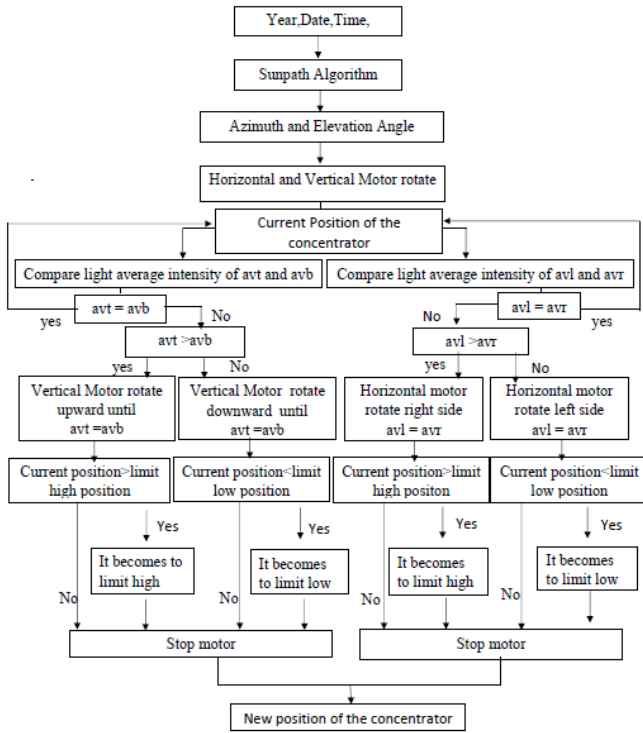 Year,Date,Time,
Sunpath Algorithm
Azimuth and Elevation Angle
Horizontal and Vertical Motor rotate
Current Position of the
concentrator
Compare light average intensity of avt and avb
Compare light average intensity of avl and avr
avt = avb
avl = avr
yes
No
No
yes
avt >avb
avl >avr
yes
No
yes
No
Vertical Motor rotate
upward until
avt =avb
Vertical Motor rotate
downward until
avt =avb
Horizontal motor
rotate right side
avl = avr
Horizontal motor
rotate left side
avl = avr
Current position>limit
high position
Current position<limit
low position
Current position>limit
high positon
Current position<limit
low position
Yes
Yes
Yes
Yes
It becomes to
limit high
It becomes
to limit low
It becomes
to limit high
It becomes
to limit low
No
No
No
No
Stop motor
Stop motor
New position of the concentrator